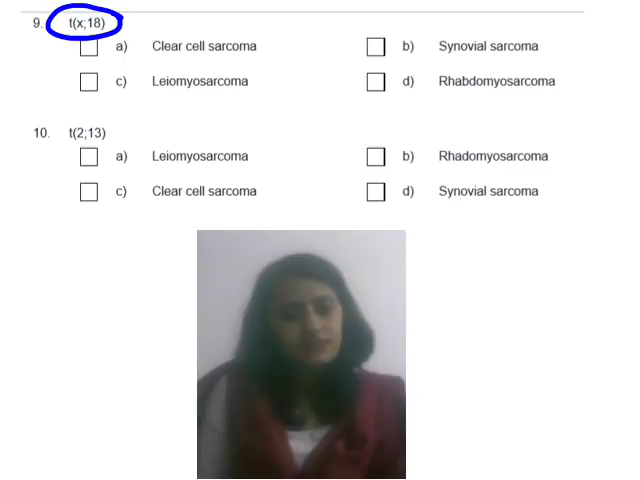 9. t(x;18)
a) Clear cell sarcoma b) Synovial sarcoma
c) Leiomyosarcoma d) Rhabdomyosarcoma
10. t(2;13)
a) Leiomyosarcoma b) Rhadomyosarcoma
c) Clear cell sarcoma d) Synovial sarcoma